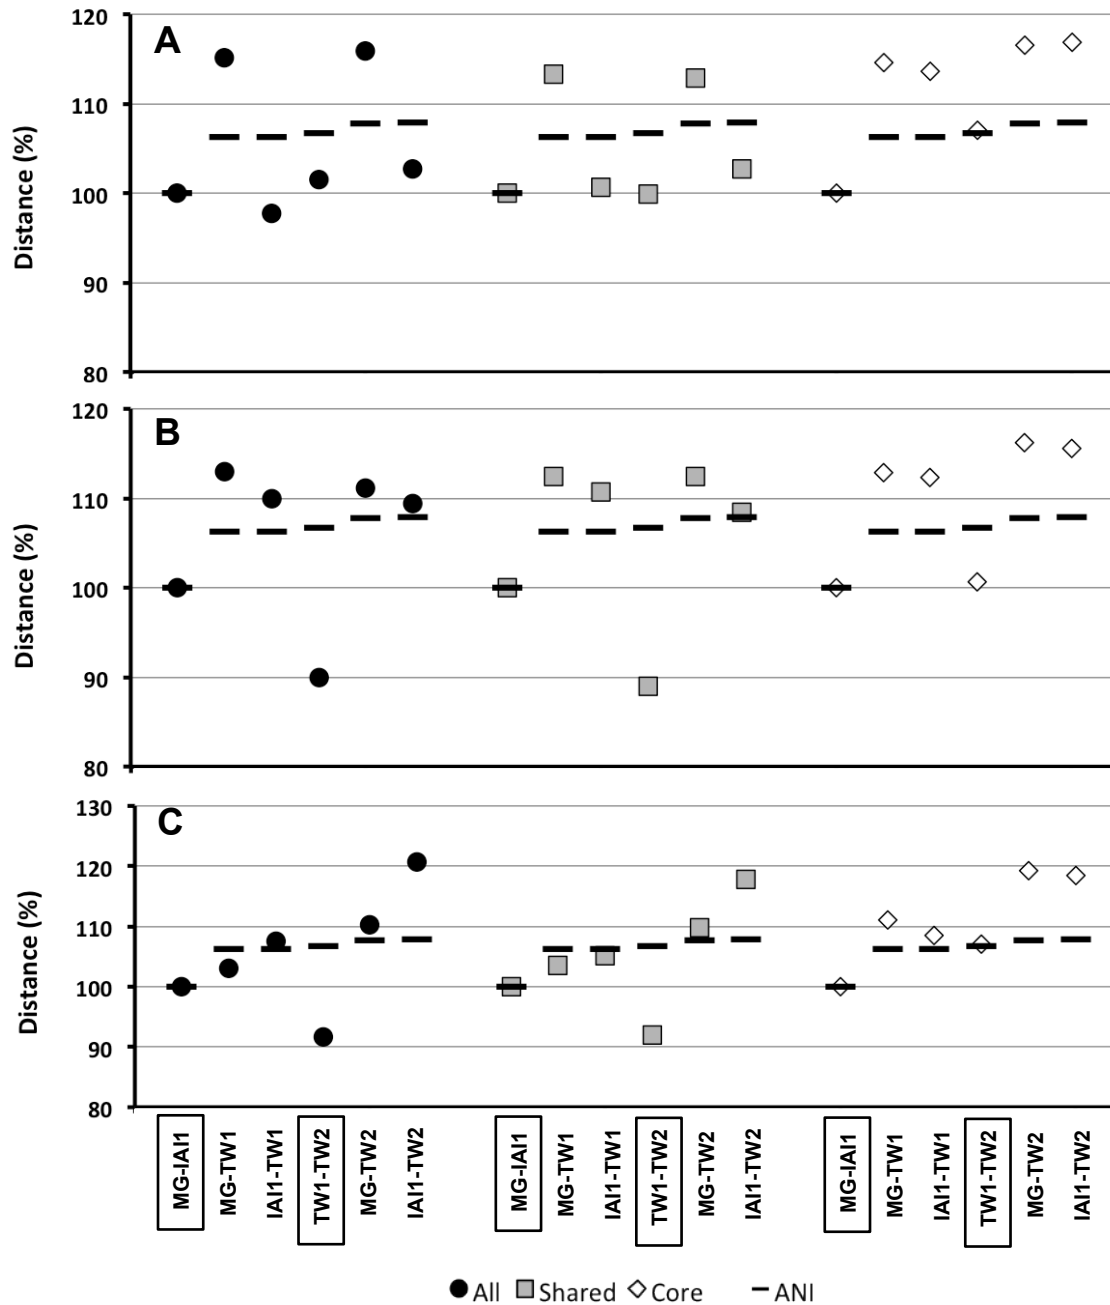 A
120
110
100
90
80
Distance (%)
B
120
110
100
90
80
Distance (%)
C
130
120
110
100
90
80
Distance (%)
MG-IAI1 MG-TW1 IAI1-TW1 TW1-TW2 MG-TW2 IAI1-TW2 MG-IAI1 MG-TW1 IAI1-TW1 TW1-TW2 MG-TW2 IAI1-TW2 MG-IAI1 MG-TW1 IAI1-TW1 TW1-TW2 MG-TW2 IAI1-TW2
All Shared Core ANI